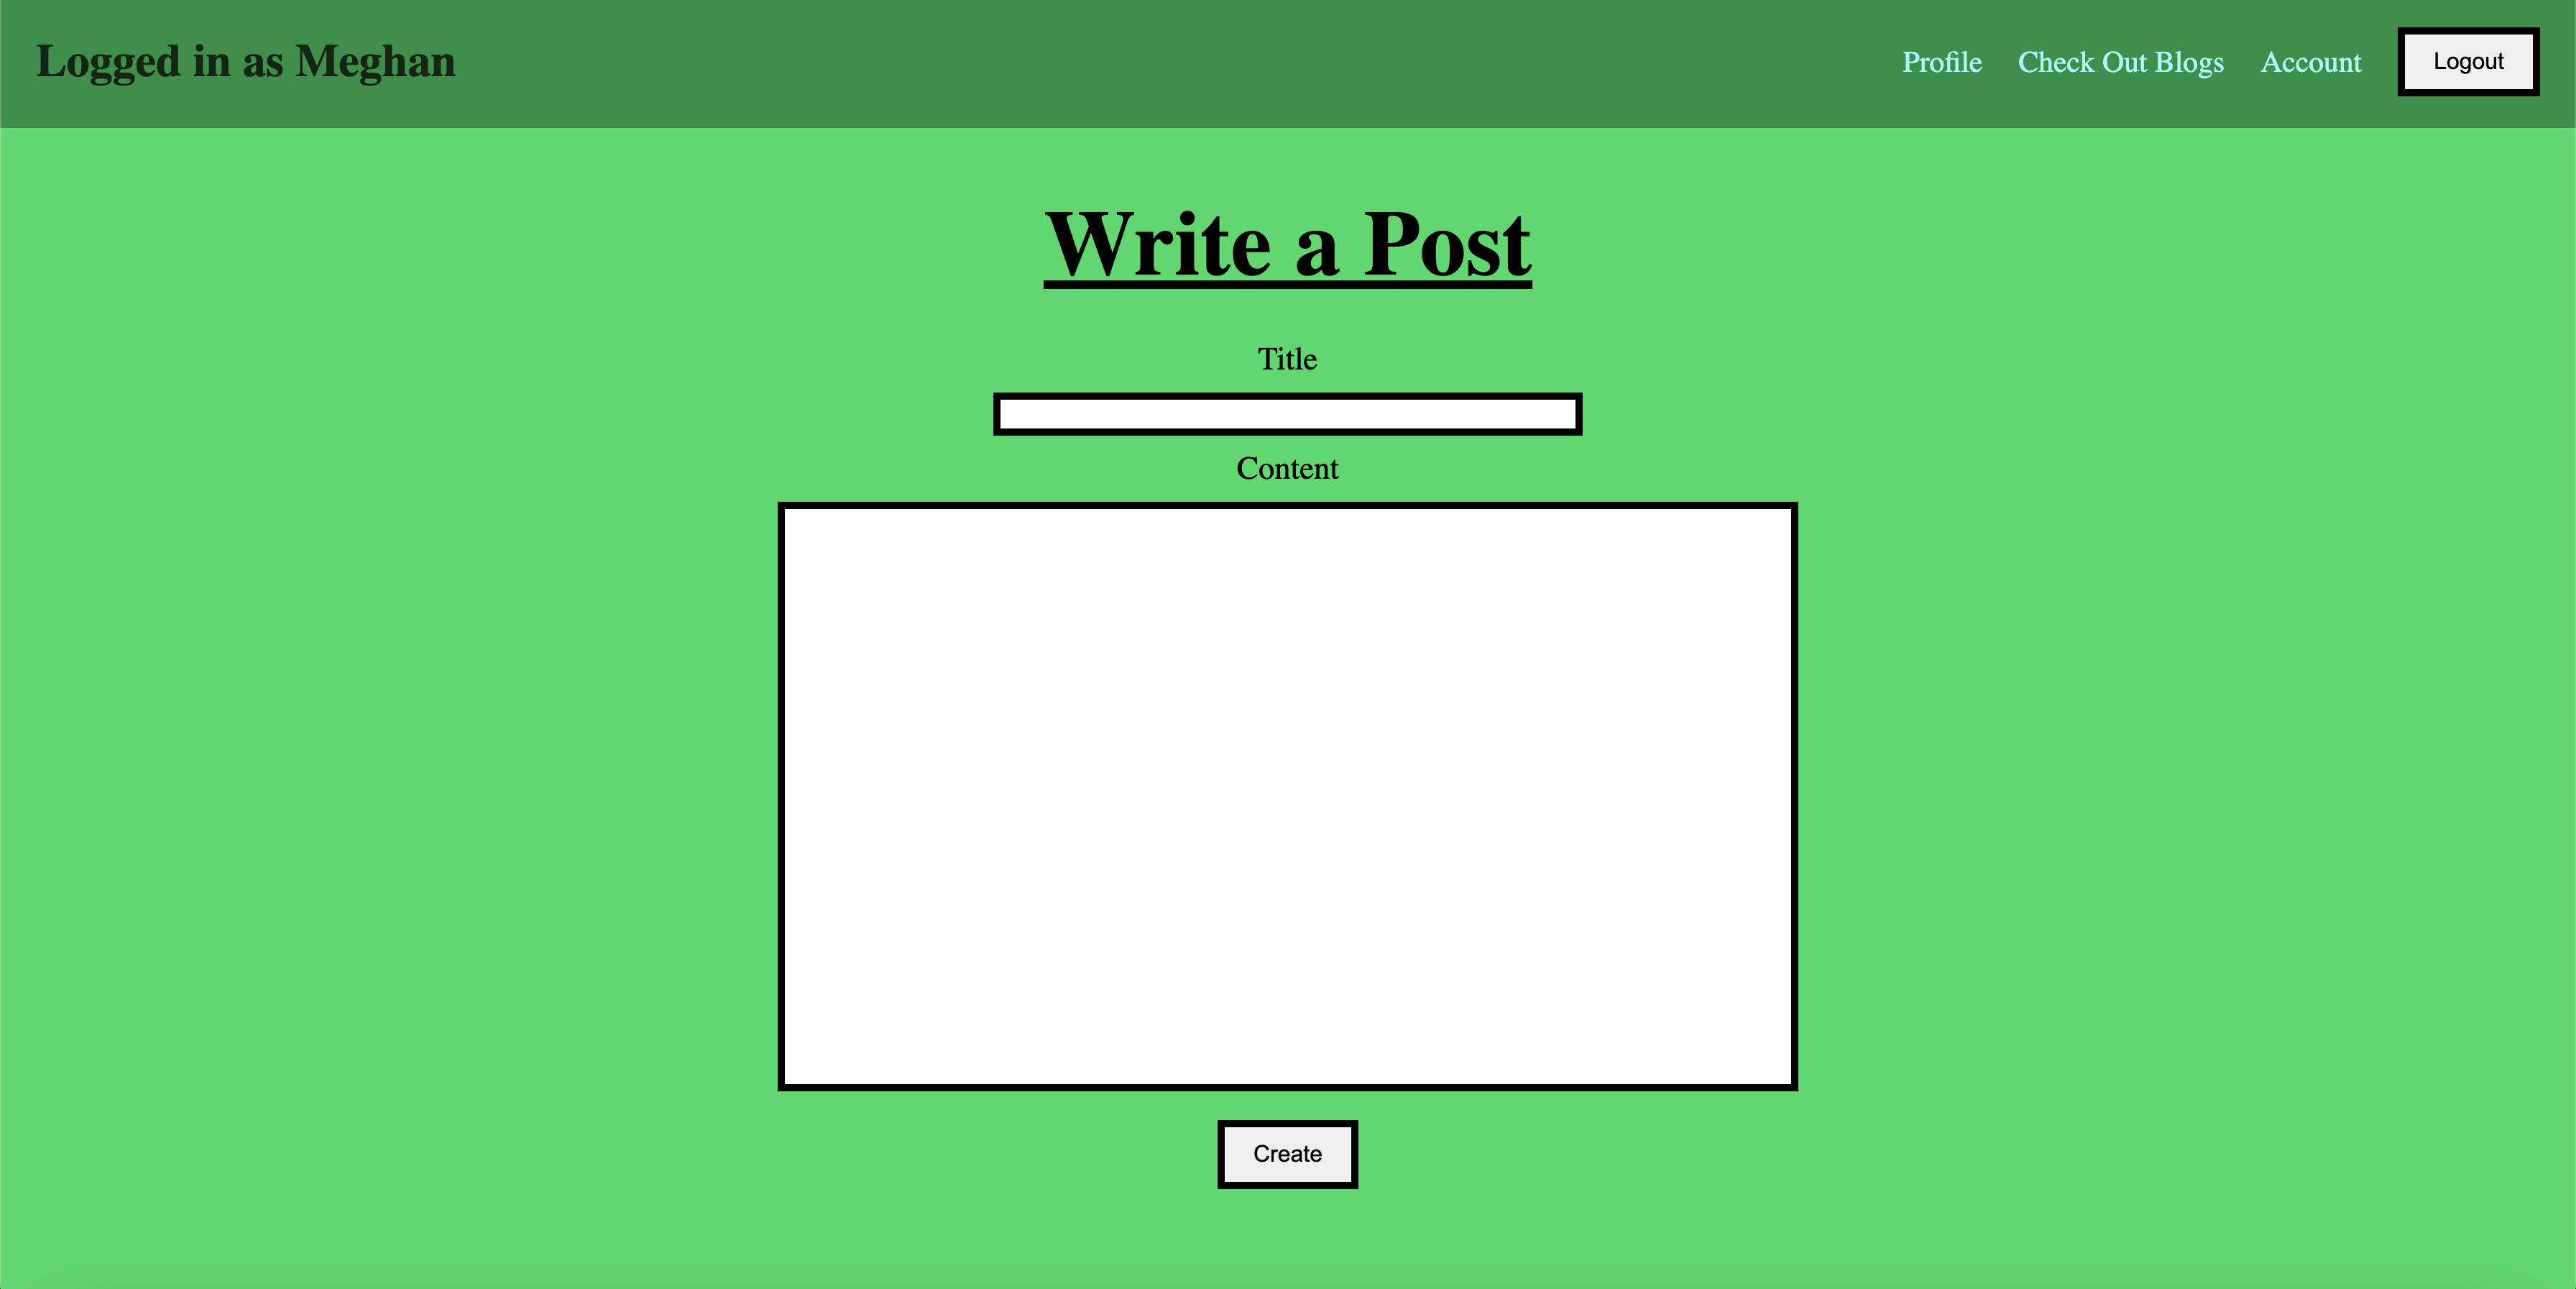 Logged in as Meghan
Profile Check Out Blogs Account Logout
Write a Post
Title
Content
Create